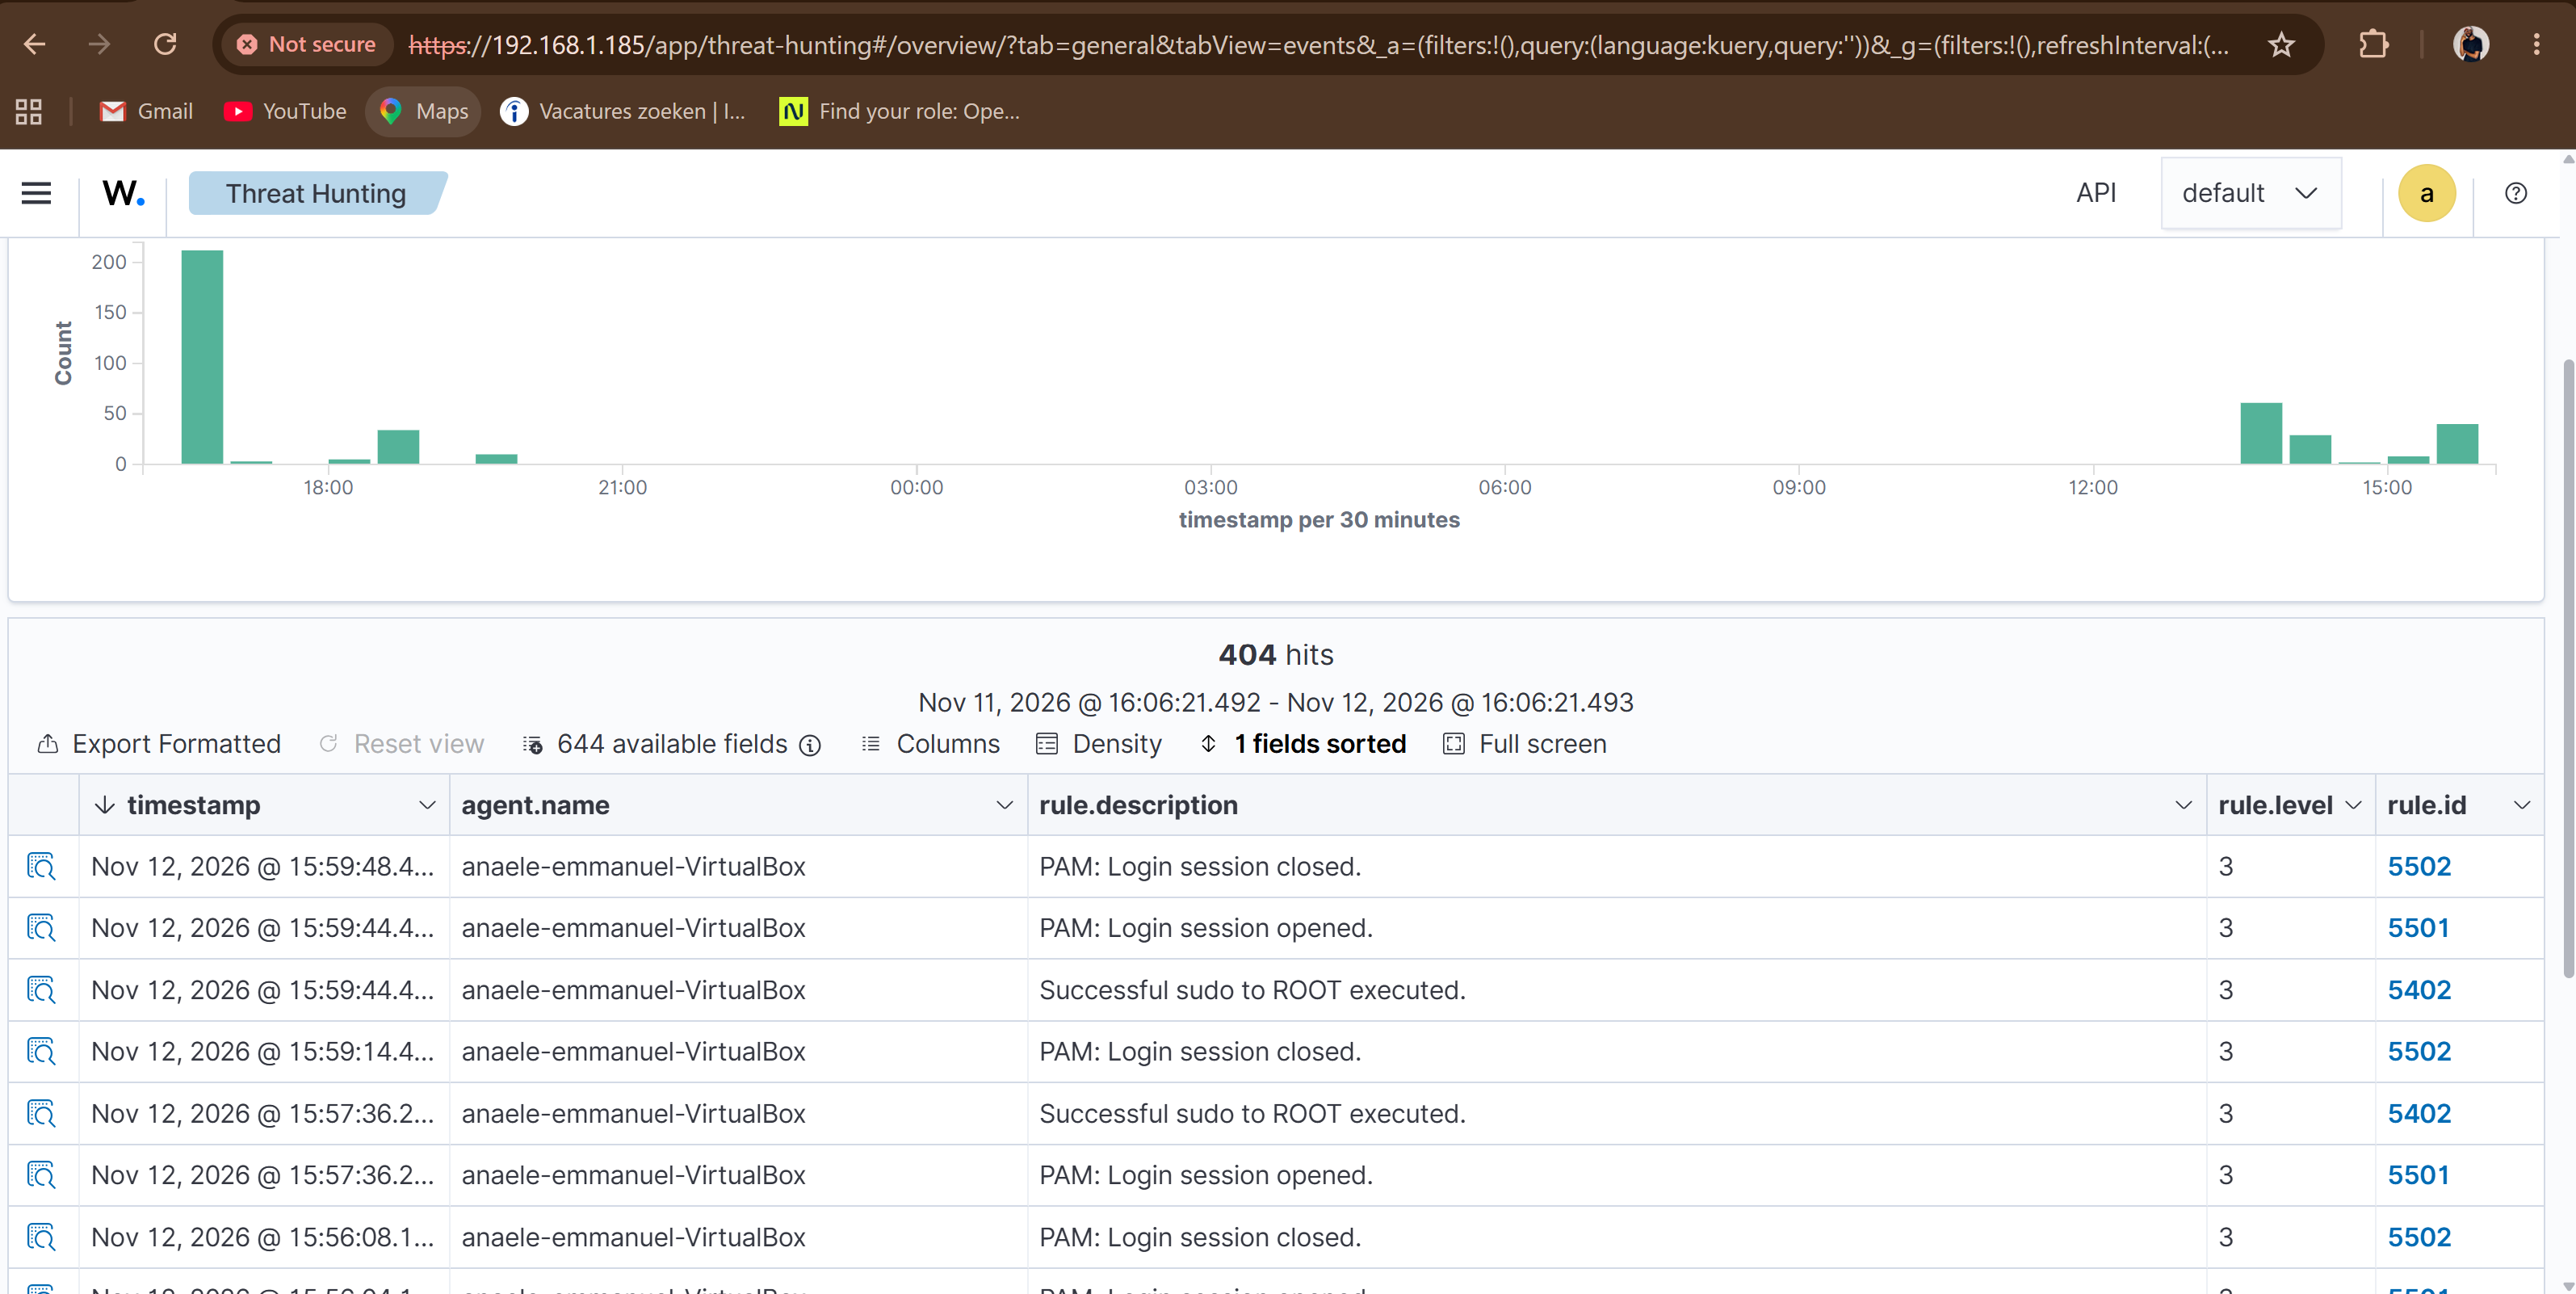 Not secure https://192.168.1.185/app/threat-hunting#/overview/?tab=general&tabView=events&_a=(filters:!(),query:(language:kuery,query:''))&_g=(filters:!(),refreshInterval:(...
Gmail YouTube Maps Vacatures zoeken | I... Find your role: Ope...
W. Threat Hunting API default a
Count
200
150
100
50
0
18:00 21:00 00:00 03:00 06:00 09:00 12:00 15:00
timestamp per 30 minutes
404 hits
Nov 11, 2026 @ 16:06:21.492 - Nov 12, 2026 @ 16:06:21.493
Export Formatted Reset view 644 available fields Columns Density 1 fields sorted Full screen
timestamp agent.name rule.description rule.level rule.id
Nov 12, 2026 @ 15:59:48.4... anaele-emmanuel-VirtualBox PAM: Login session closed. 3 5502
Nov 12, 2026 @ 15:59:44.4... anaele-emmanuel-VirtualBox PAM: Login session opened. 3 5501
Nov 12, 2026 @ 15:59:44.4... anaele-emmanuel-VirtualBox Successful sudo to ROOT executed. 3 5402
Nov 12, 2026 @ 15:59:14.4... anaele-emmanuel-VirtualBox PAM: Login session closed. 3 5502
Nov 12, 2026 @ 15:57:36.2... anaele-emmanuel-VirtualBox Successful sudo to ROOT executed. 3 5402
Nov 12, 2026 @ 15:57:36.2... anaele-emmanuel-VirtualBox PAM: Login session opened. 3 5501
Nov 12, 2026 @ 15:56:08.1... anaele-emmanuel-VirtualBox PAM: Login session closed. 3 5502